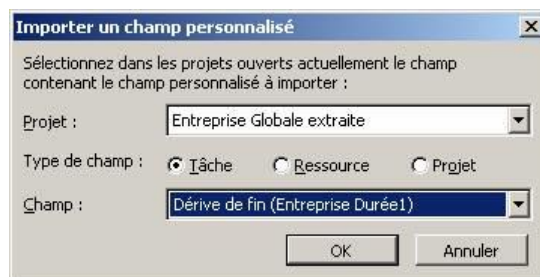 Importer un champ personnalisé
Sélectionnez dans les projets ouverts actuellement le champ
contenant le champ personnalisé à importer :
Projet : Entreprise Globale extraite
Type de champ : Tâche Ressource Projet
Champ : Dérive de fin (Entreprise Durée1)
OK Annuler